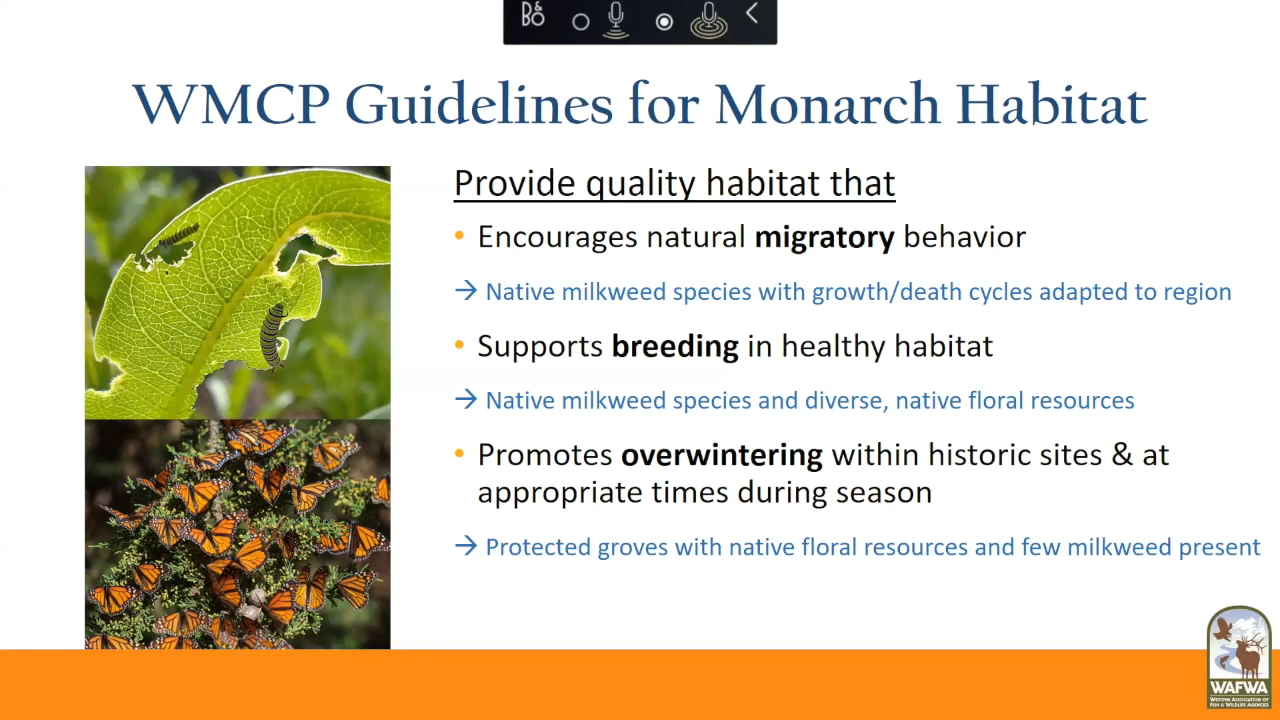 B&O
WMCP Guidelines for Monarch Habitat
Provide quality habitat that
• Encourages natural migratory behavior
→ Native milkweed species with growth/death cycles adapted to region
• Supports breeding in healthy habitat
→ Native milkweed species and diverse, native floral resources
• Promotes overwintering within historic sites & at
appropriate times during season
→ Protected groves with native floral resources and few milkweed present
WAFWA
Western Association of
Fish & Wildlife Agencies